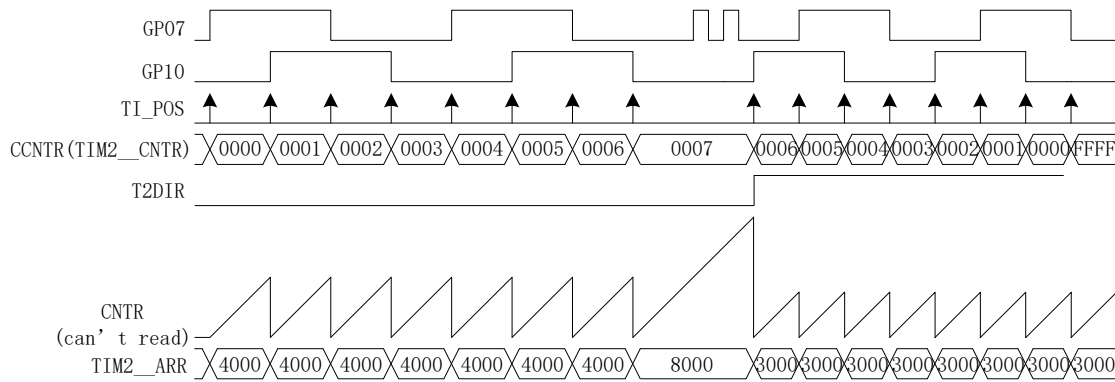 GP07
GP10
TI_POS
CCNTR(TIM2__CNTR) 0000 0001 0002 0003 0004 0005 0006 0007 0006 0005 0004 0003 0002 0001 0000 FFFF
T2DIR
CNTR
(can't read)
TIM2__ARR 4000 4000 4000 4000 4000 4000 4000 8000 3000 3000 3000 3000 3000 3000 3000 3000